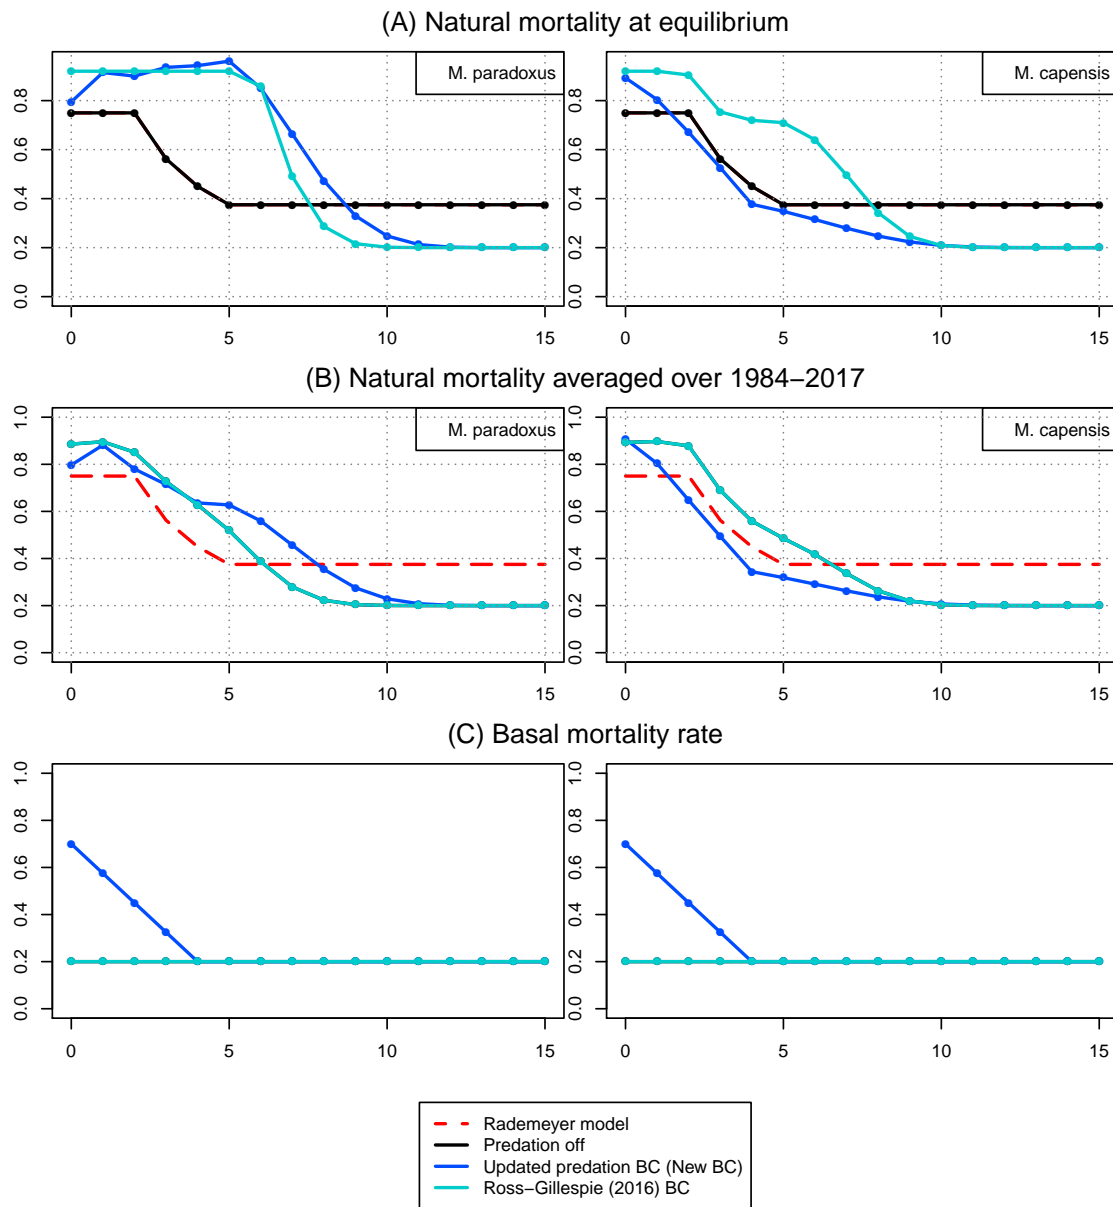 (A) Natural mortality at equilibrium
M. paradoxus
M. capensis
0.0 0.2 0.4 0.6 0.8
0.0 0.2 0.4 0.6 0.8
0 5 10 15
0 5 10 15
(B) Natural mortality averaged over 1984−2017
M. paradoxus
M. capensis
0.0 0.2 0.4 0.6 0.8 1.0
0.0 0.2 0.4 0.6 0.8 1.0
0 5 10 15
0 5 10 15
(C) Basal mortality rate
0.0 0.2 0.4 0.6 0.8 1.0
0.0 0.2 0.4 0.6 0.8 1.0
0 5 10 15
0 5 10 15
Rademeyer model
Predation off
Updated predation BC (New BC)
Ross−Gillespie (2016) BC